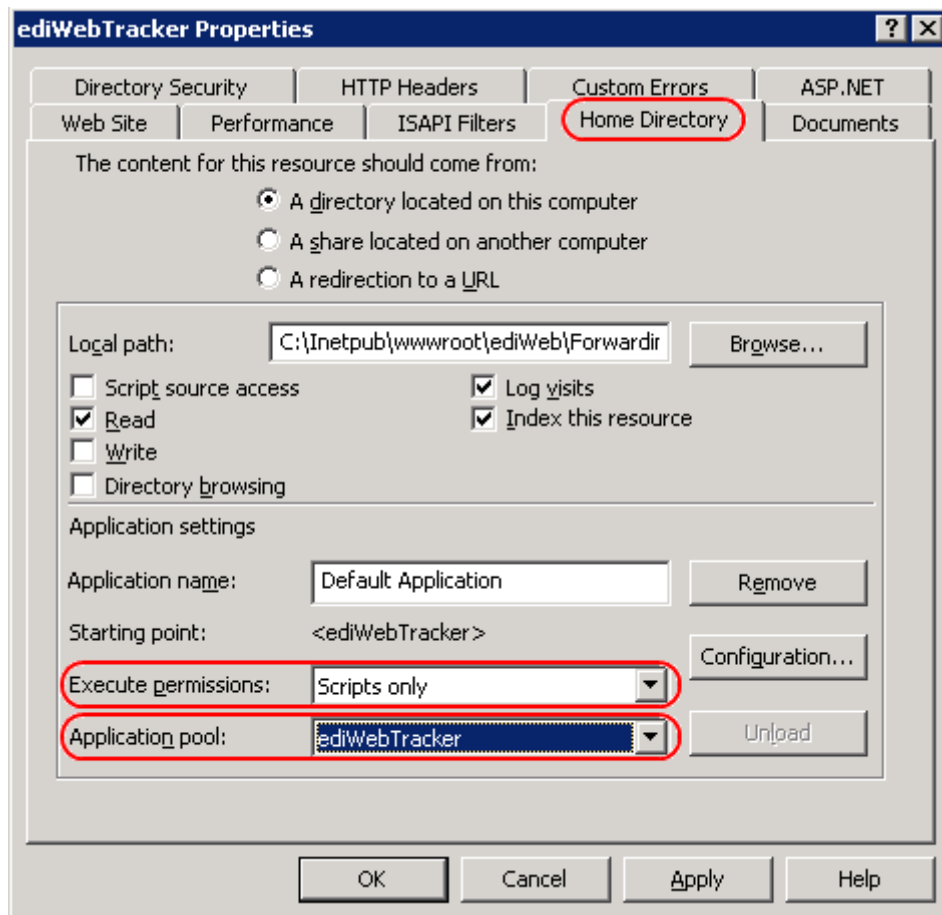 ediWebTracker Properties
Directory Security HTTP Headers Custom Errors ASP.NET
Web Site Performance ISAPI Filters Home Directory Documents
The content for this resource should come from:
A directory located on this computer
A share located on another computer
A redirection to a URL
Local path: C:\Inetpub\wwwroot\ediWeb\Forwardir Browse...
Script source access Log visits
Read Index this resource
Write
Directory browsing
Application settings
Application name: Default Application Remove
Starting point: <ediWebTracker>
Configuration...
Execute permissions: Scripts only
Application pool: ediWebTracker Unload
OK Cancel Apply Help